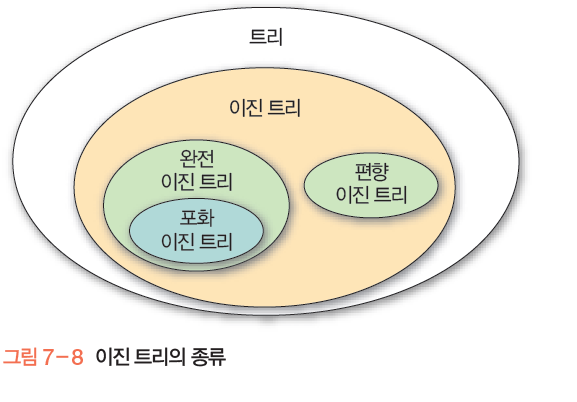 트리
이진 트리
완전
이진 트리
편향
이진 트리
포화
이진 트리
그림 7-8 이진 트리의 종류